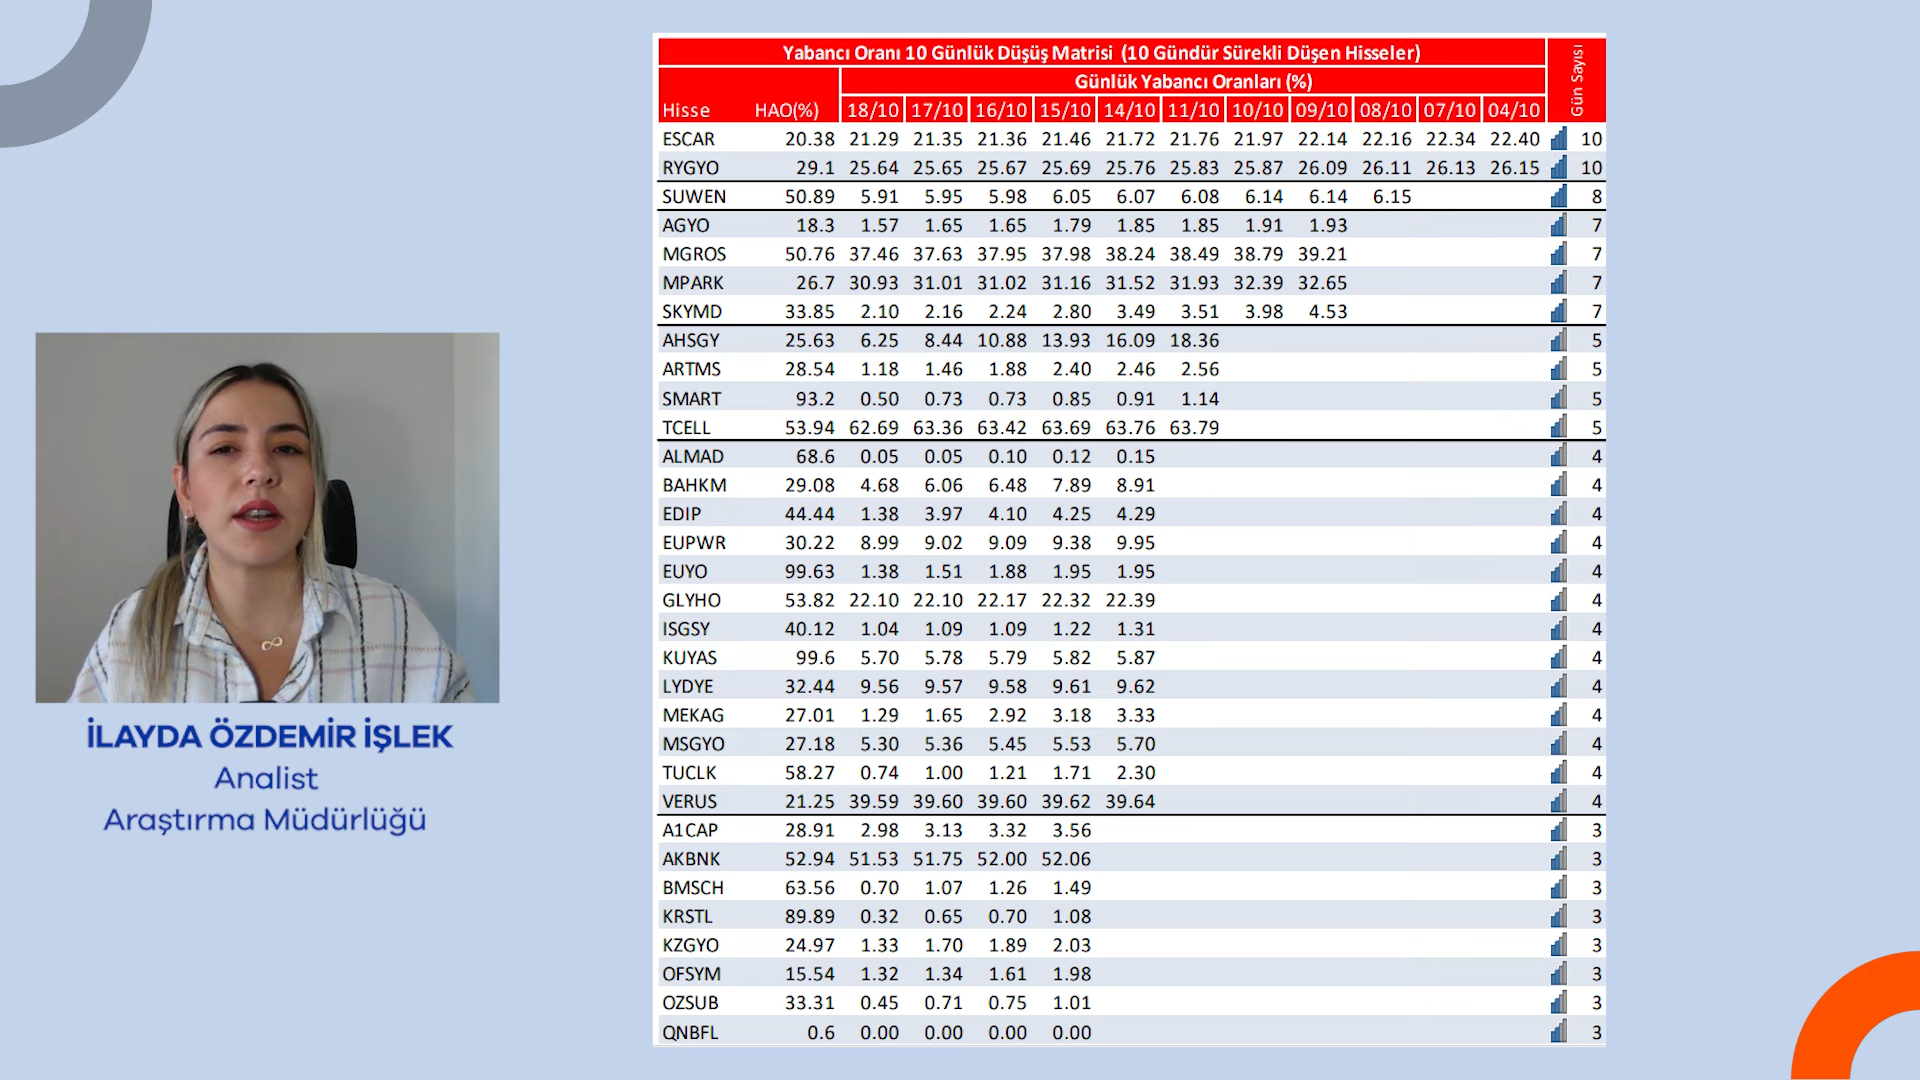 Yabancı Oranı 10 Günlük Düşüş Matrisi (10 Gündür Sürekli Düşen Hisseler)
Gün Sayısı
Günlük Yabancı Oranları (%)
Hisse HAO(%) 18/10 17/10 16/10 15/10 14/10 11/10 10/10 09/10 08/10 07/10 04/10
ESCAR 20.38 21.29 21.35 21.36 21.46 21.72 21.76 21.97 22.14 22.16 22.34 22.40 10
RYGYO 29.1 25.64 25.65 25.67 25.69 25.76 25.83 25.87 26.09 26.11 26.13 26.15 10
SUWEN 50.89 5.91 5.95 5.98 6.05 6.07 6.08 6.14 6.14 6.15 8
AGYO 18.3 1.57 1.65 1.65 1.79 1.85 1.85 1.91 1.93 7
MGROS 50.76 37.46 37.63 37.95 37.98 38.24 38.49 38.79 39.21 7
MPARK 26.7 30.93 31.01 31.02 31.16 31.52 31.93 32.39 32.65 7
SKYMD 33.85 2.10 2.16 2.24 2.80 3.49 3.51 3.98 4.53 7
AHSGY 25.63 6.25 8.44 10.88 13.93 16.09 18.36 5
ARTMS 28.54 1.18 1.46 1.88 2.40 2.46 2.56 5
SMART 93.2 0.50 0.73 0.73 0.85 0.91 1.14 5
TCELL 53.94 62.69 63.36 63.42 63.69 63.76 63.79 5
ALMAD 68.6 0.05 0.05 0.10 0.12 0.15 4
BAHKM 29.08 4.68 6.06 6.48 7.89 8.91 4
EDIP 44.44 1.38 3.97 4.10 4.25 4.29 4
EUPWR 30.22 8.99 9.02 9.09 9.38 9.95 4
EUYO 99.63 1.38 1.51 1.88 1.95 1.95 4
GLYHO 53.82 22.10 22.10 22.17 22.32 22.39 4
ISGSY 40.12 1.04 1.09 1.09 1.22 1.31 4
KUYAS 99.6 5.70 5.78 5.79 5.82 5.87 4
LYDYE 32.44 9.56 9.57 9.58 9.61 9.62 4
MEKAG 27.01 1.29 1.65 2.92 3.18 3.33 4
MSGYO 27.18 5.30 5.36 5.45 5.53 5.70 4
TUCLK 58.27 0.74 1.00 1.21 1.71 2.30 4
VERUS 21.25 39.59 39.60 39.60 39.62 39.64 4
A1CAP 28.91 2.98 3.13 3.32 3.56 3
AKBNK 52.94 51.53 51.75 52.00 52.06 3
BMSCH 63.56 0.70 1.07 1.26 1.49 3
KRSTL 89.89 0.32 0.65 0.70 1.08 3
KZGYO 24.97 1.33 1.70 1.89 2.03 3
OFSYM 15.54 1.32 1.34 1.61 1.98 3
OZSUB 33.31 0.45 0.71 0.75 1.01 3
QNBFL 0.6 0.00 0.00 0.00 0.00 3
İLAYDA ÖZDEMİR İŞLEK
Analist
Araştırma Müdürlüğü